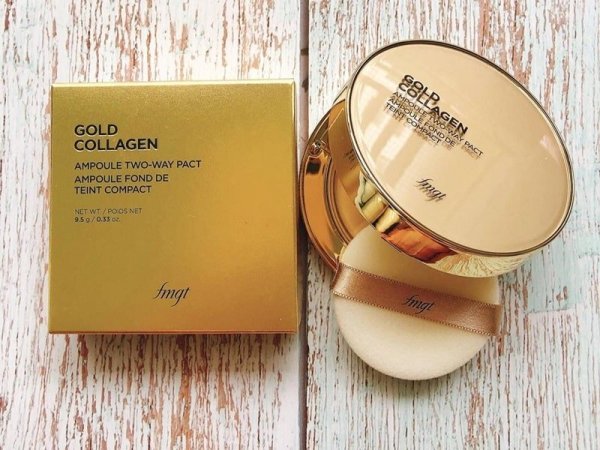 GOLD
COLLAGEN
AMPOULE TWO-WAY PACT
AMPOULE FOND DE
TEINT COMPACT
NET WT. / POIDS NET
9.5 g / 0.33 oz.
fmgt
GOLD
COLLAGEN
AMPOULE TWO-WAY PACT
AMPOULE FOND DE
TEINT COMPACT
fmgt
fmgt